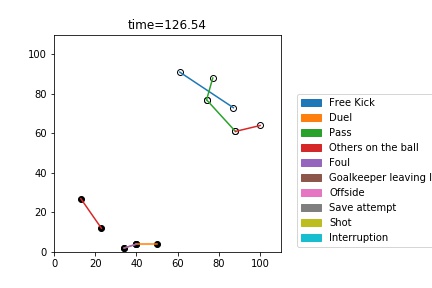 time=126.54
100
80
60
40
20
0
0 20 40 60 80 100
Free Kick
Duel
Pass
Others on the ball
Foul
Goalkeeper leaving l
Offside
Save attempt
Shot
Interruption